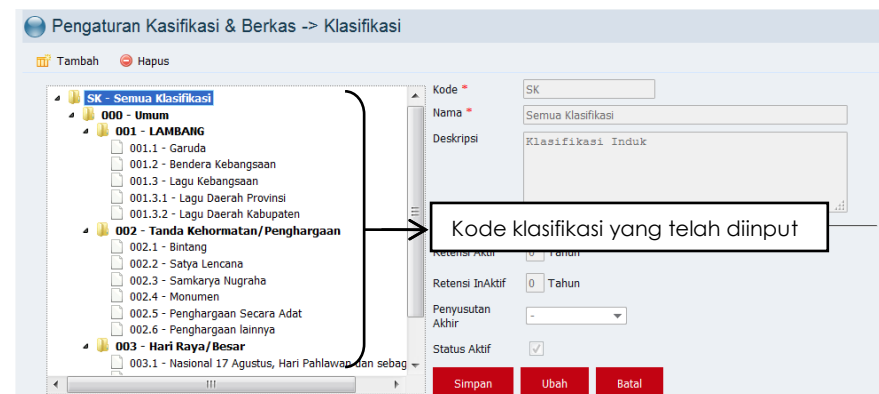 Pengaturan Kasifikasi & Berkas -> Klasifikasi
Tambah Hapus
SK - Semua Klasifikasi
000 - Umum
001 - LAMBANG
001.1 - Garuda
001.2 - Bendera Kebangsaan
001.3 - Lagu Kebangsaan
001.3.1 - Lagu Daerah Provinsi
001.3.2 - Lagu Daerah Kabupaten
002 - Tanda Kehormatan/Penghargaan
002.1 - Bintang
002.2 - Satya Lencana
002.3 - Samkarya Nugraha
002.4 - Monumen
002.5 - Penghargaan Secara Adat
002.6 - Penghargaan lainnya
003 - Hari Raya/Besar
003.1 - Nasional 17 Agustus, Hari Pahlawan dan sebag
Kode * SK
Nama * Semua Klasifikasi
Deskripsi Klasifikasi Induk
Kode klasifikasi yang telah diinput
Retensi Aktif 0 Tahun
Retensi InAktif 0 Tahun
Penyusutan
Akhir -
Status Aktif
Simpan Ubah Batal